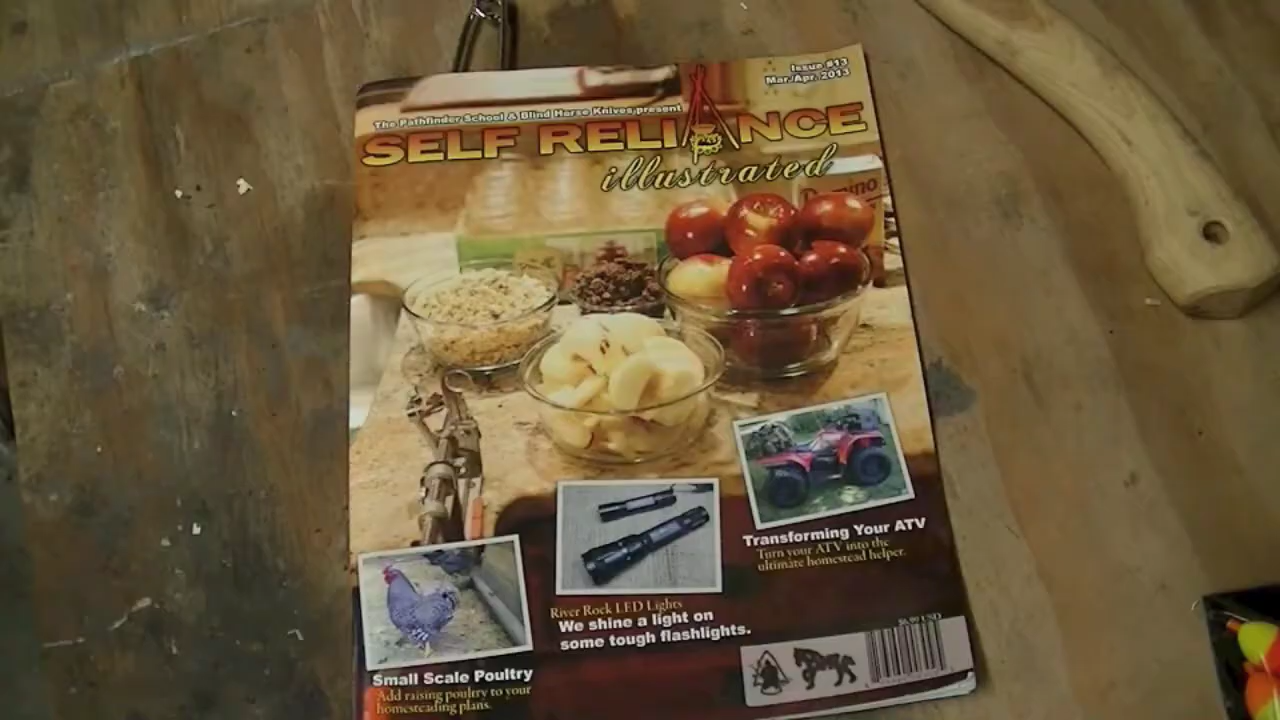 Issue #13
Mar./Apr. 2013
The Pathfinder School & Blind Horse Knives present
SELF RELIANCE
illustrated
Domino
Transforming Your ATV
Turn your ATV into the
ultimate homestead helper.
River Rock LED Lights
We shine a light on
some tough flashlights.
$6.99 USD
Small Scale Poultry
Add raising poultry to your
homesteading plans.